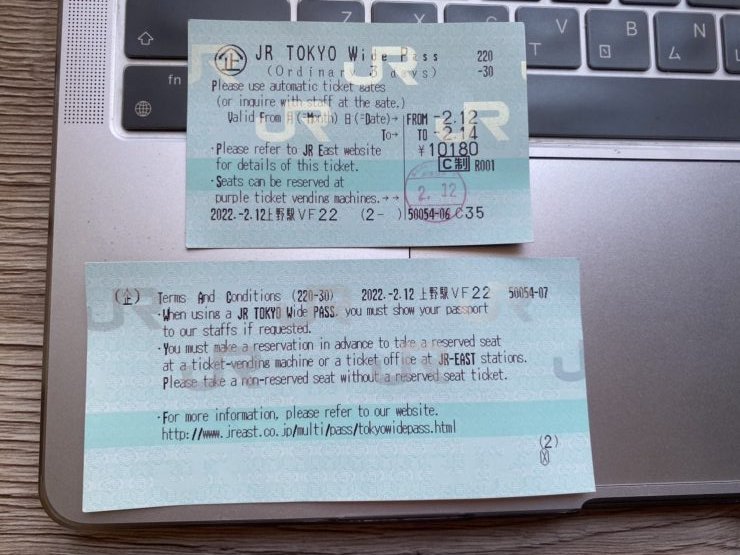 shift
fn
Z
X
C
V
B
N
企 JR TOKYO Wide Pass 220
(Ordinary 3 days) -30
Please use automatic ticket gates
(or inquire with staff at the gate.)
Valid From 月(=Month) 日(=Date)→ FROM -2.12
To→ TO -2.14
・Please refer to JR East website ￥10180
for details of this ticket. C制 R001
・Seats can be reserved at
purple ticket vending machines.→→
2. 12
2022.-2.12上野駅VF22 (2- ) 50054-06 C35
(企) Terms And Conditions (220-30) 2022.-2.12 上野駅VF22 50054-07
・When using a JR TOKYO Wide PASS, you must show your passport
to our staffs if requested.
・You must make a reservation in advance to take a reserved seat
at a ticket-vending machine or a ticket office at JR-EAST stations.
Please take a non-reserved seat without a reserved seat ticket.
・For more information, please refer to our website.
http://www.jreast.co.jp/multi/pass/tokyowidepass.html
(2)